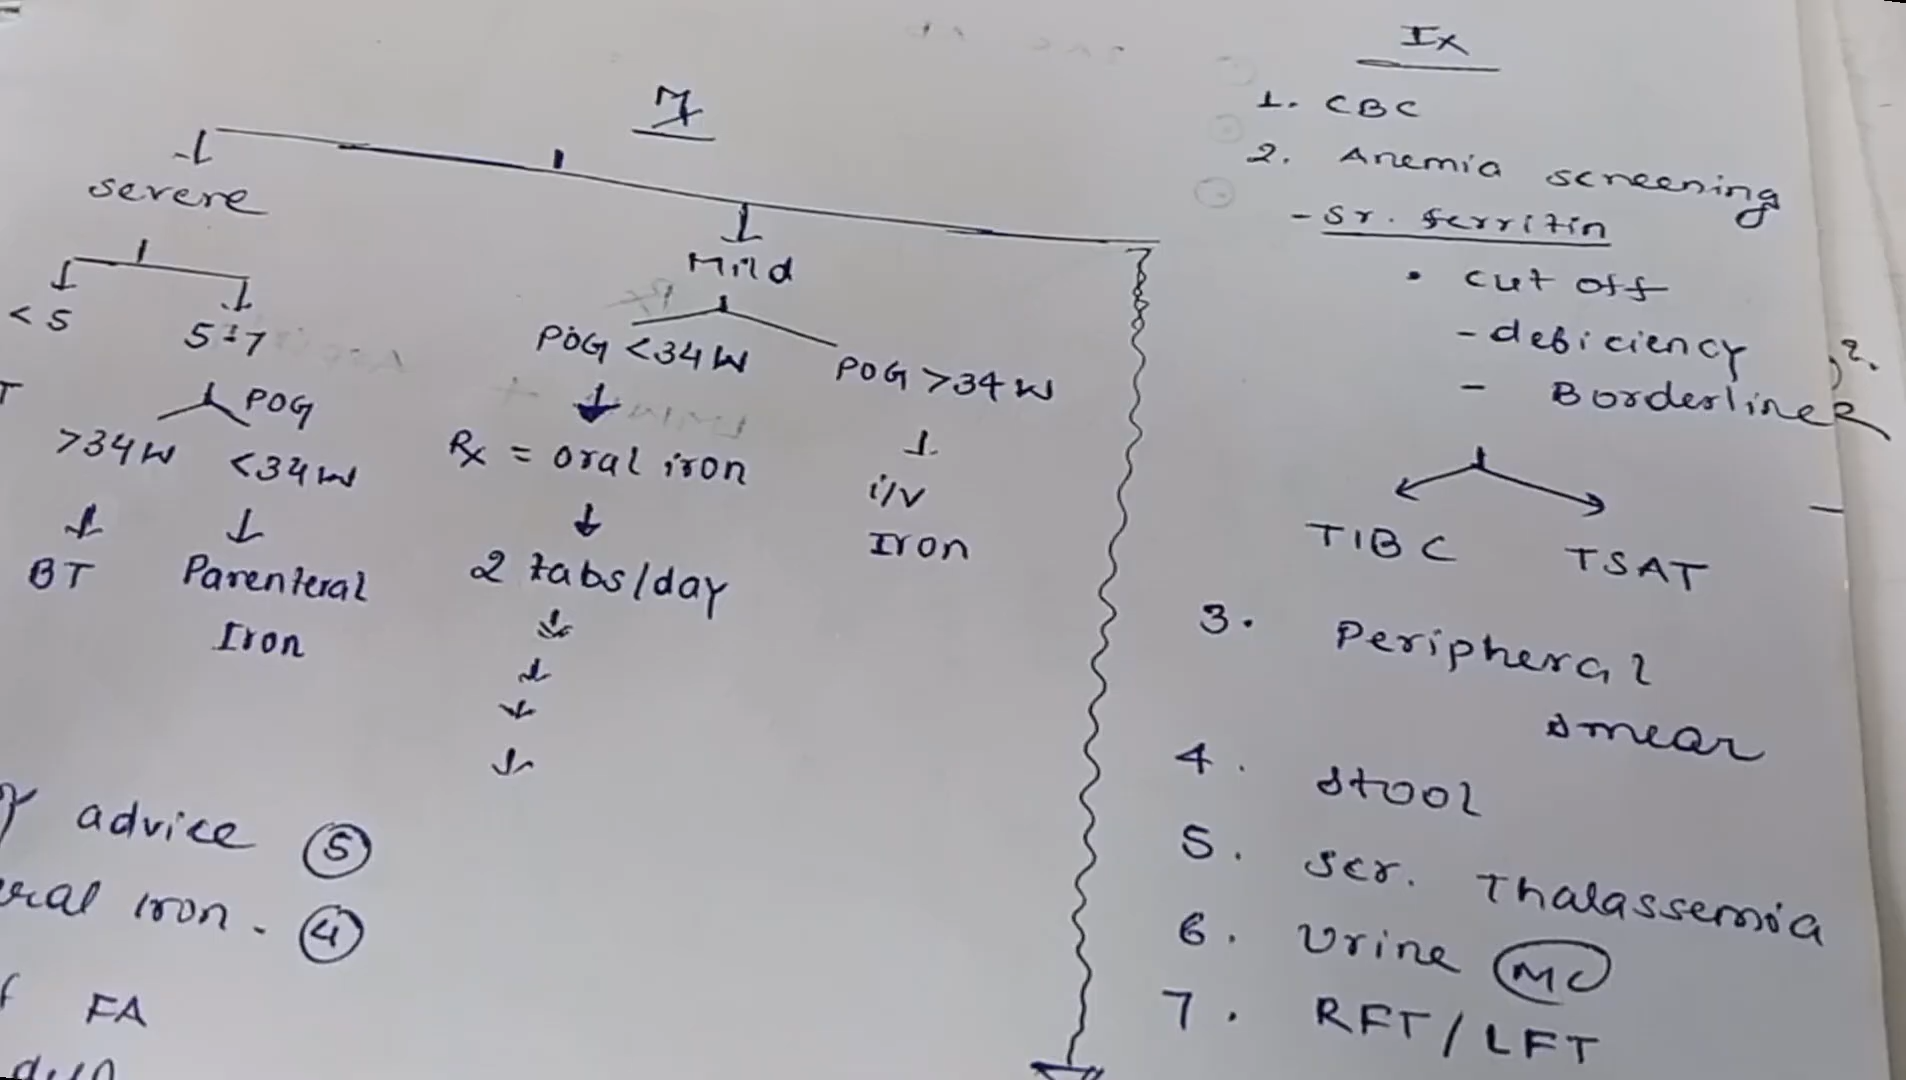 Ix
1. CBC
2. Anemia screening
- Sr. ferritin
• cut off
- deficiency
- Borderline
TIBC TSAT
3. Peripheral
smear
4. stool
5. scr. Thalassemia
6. Urine MC
7. RFT / LFT
severe
<5
5-7
POG
>34W <34W
BT Parenteral
Iron
Mild
POG <34W POG >34W
Rx = oral iron
2 tabs/day
i/v
Iron
advice 5
iron. 4
FA